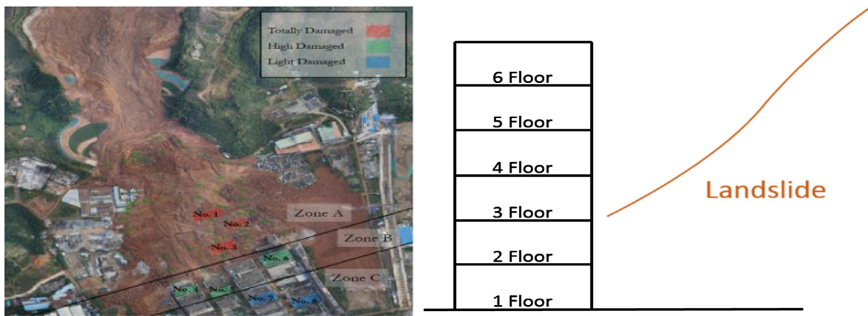 Totally Damaged
High Damaged
Light Damaged
No. 1
No. 2
Zone A
No. 3
Zone B
No. 6
Zone C
No. 4
No. 5
No. 7
No. 8
6 Floor
5 Floor
4 Floor
3 Floor
2 Floor
1 Floor
Landslide